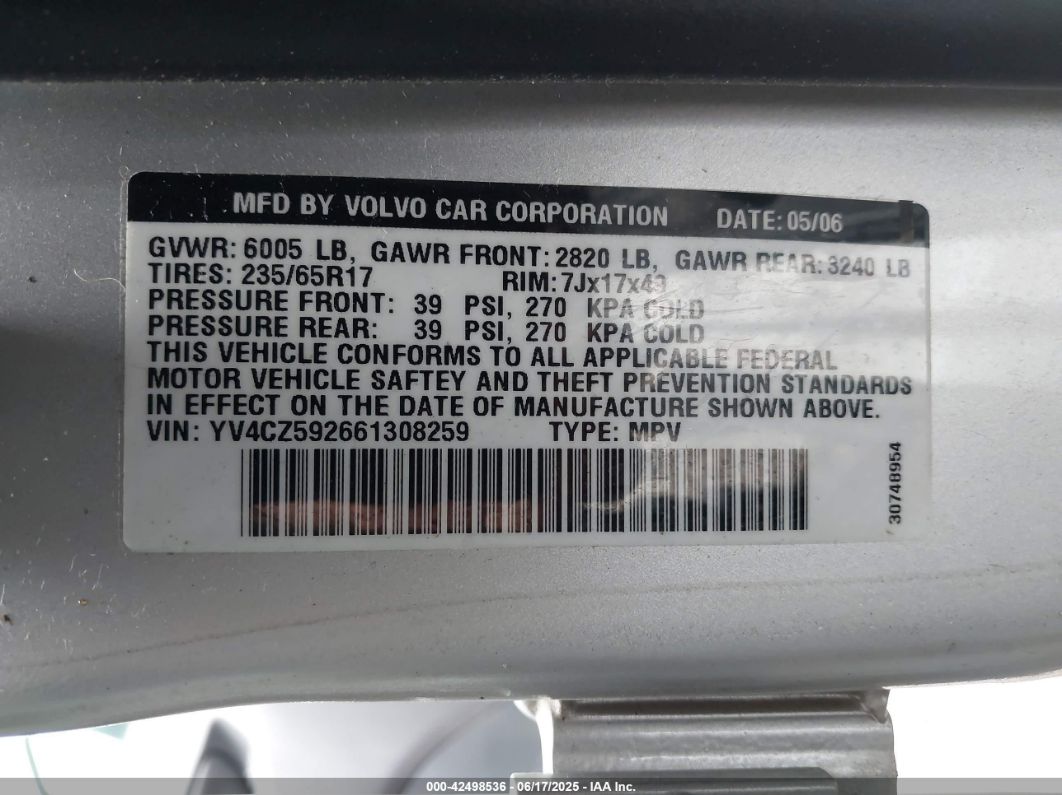 MFD BY VOLVO CAR CORPORATION DATE: 05/06
GVWR: 6005 LB, GAWR FRONT: 2820 LB, GAWR REAR: 3240 LB
TIRES: 235/65R17 RIM: 7Jx17x49
PRESSURE FRONT: 39 PSI, 270 KPA COLD
PRESSURE REAR: 39 PSI, 270 KPA COLD
THIS VEHICLE CONFORMS TO ALL APPLICABLE FEDERAL
MOTOR VEHICLE SAFTEY AND THEFT PREVENTION STANDARDS
IN EFFECT ON THE DATE OF MANUFACTURE SHOWN ABOVE.
VIN: YV4CZ592661308259 TYPE: MPV
30748954
000-42498536 - 06/17/2025 - IAA Inc.